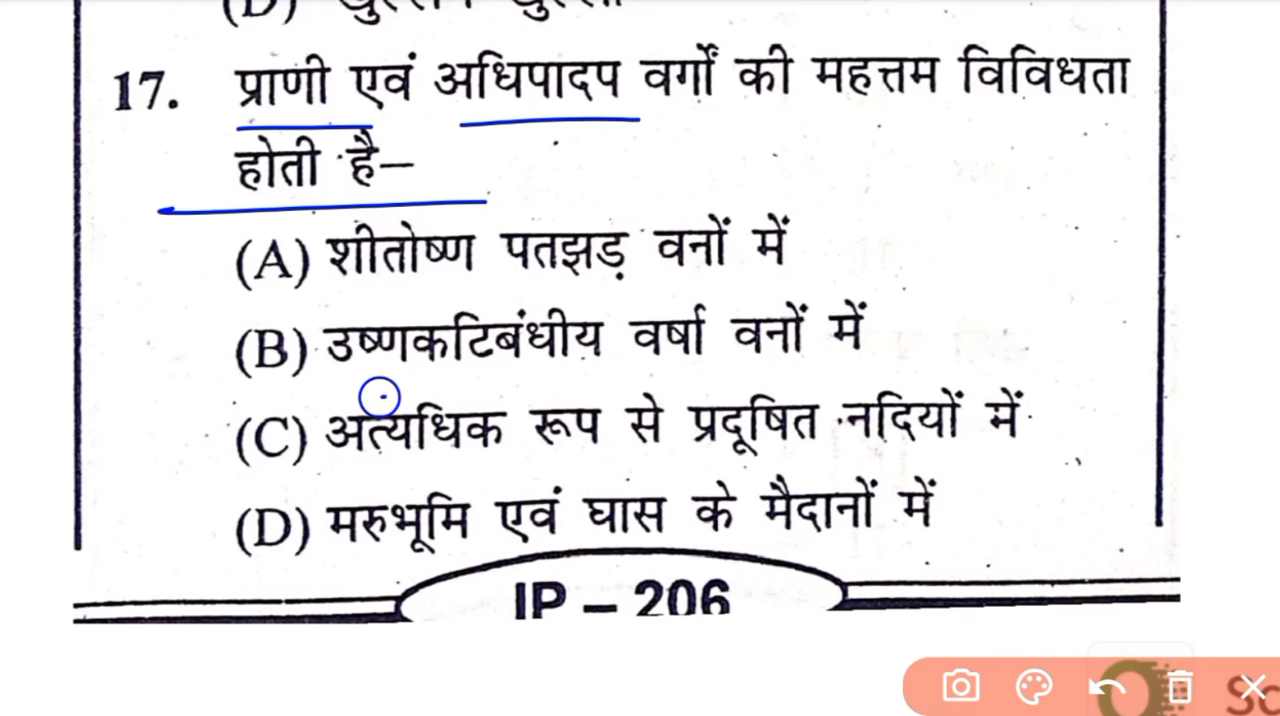 17. प्राणी एवं अधिपादप वर्गों की महत्तम विविधता
होती है–
(A) शीतोष्ण पतझड़ वनों में
(B) उष्णकटिबंधीय वर्षा वनों में
(C) अत्यधिक रूप से प्रदूषित नदियों में
(D) मरुभूमि एवं घास के मैदानों में
IP – 206